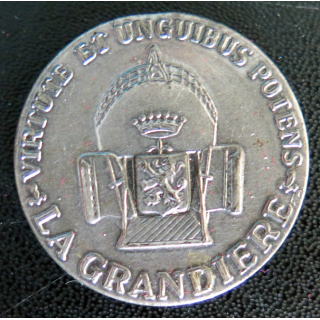 VIRTUTE ET UNGUIBUS POTENS
LA GRANDIERE